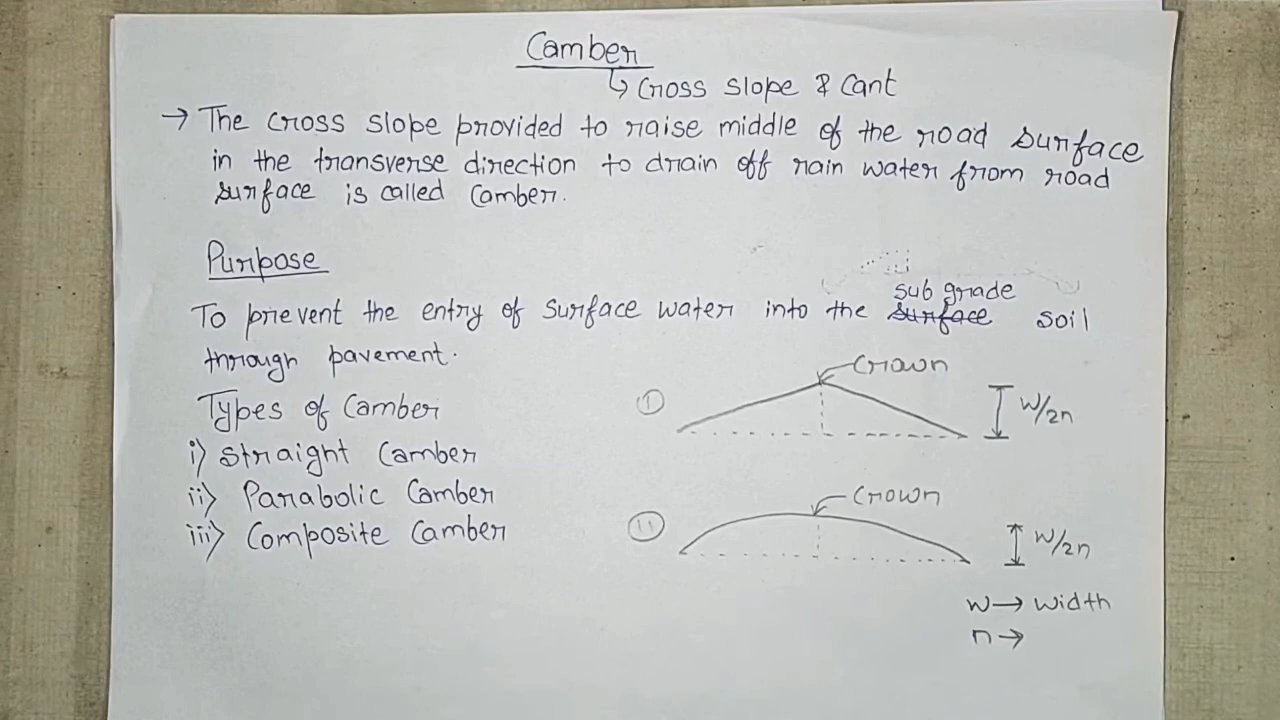 Camber
↳ Cross slope & Cant
→ The cross slope provided to raise middle of the road surface
in the transverse direction to drain off rain water from road
surface is called Camber.
Purpose
sub grade
To prevent the entry of surface water into the surface soil
through pavement.
Types of Camber
i) straight Camber
ii) Parabolic Camber
iii) Composite Camber
Crown
I
W/2n
Crown
II
W/2n
W → Width
n →